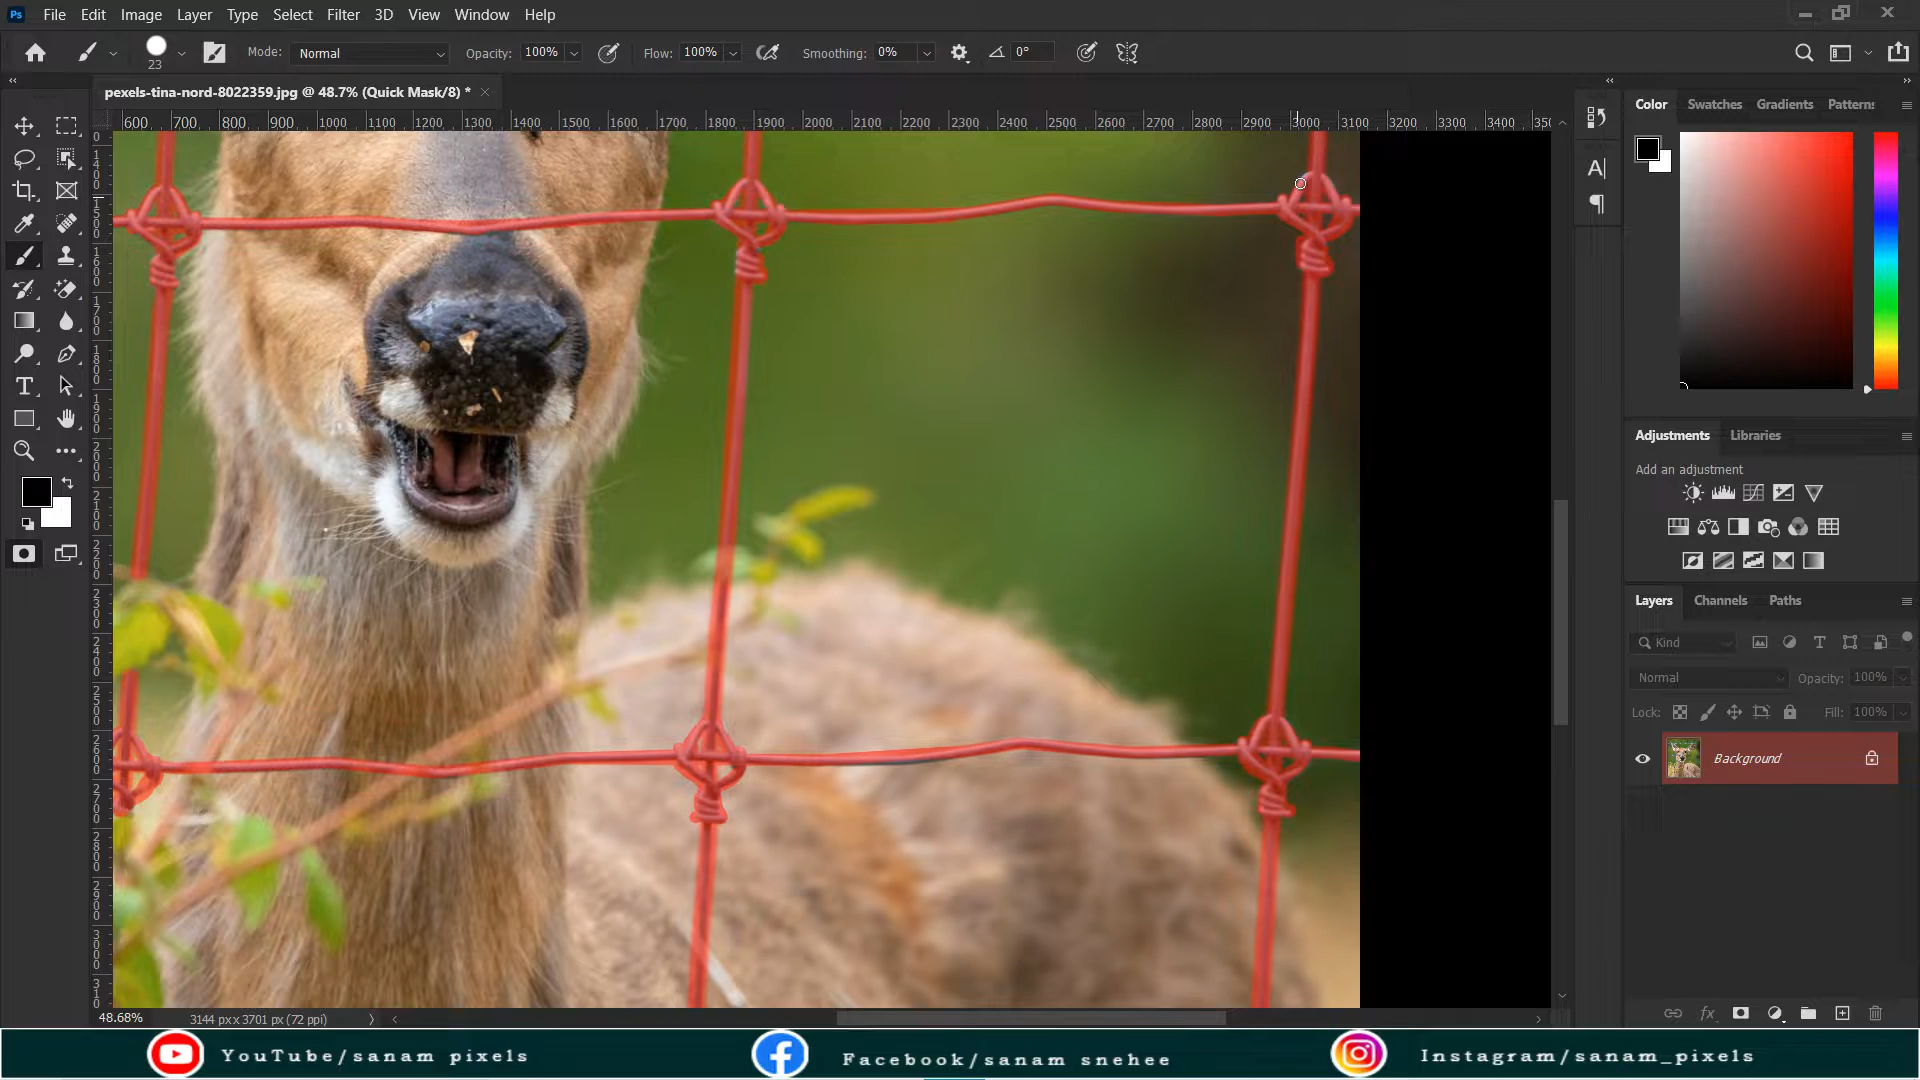 Ps File Edit Image Layer Type Select Filter 3D View Window Help
23 Mode: Normal Opacity: 100% Flow: 100% Smoothing: 0% 0°
pexels-tina-nord-8022359.jpg @ 48.7% (Quick Mask/8) *
Color Swatches Gradients Patterns
600 700 800 900 1000 1100 1200 1300 1400 1500 1600 1700 1800 1900 2000 2100 2200 2300 2400 2500 2600 2700 2800 2900 3000 3100 3200 3300 3400
Adjustments Libraries
Add an adjustment
Layers Channels Paths
Kind
Normal Opacity: 100%
Lock: Fill: 100%
Background
48.68% 3144 px x 3701 px (72 ppi)
YouTube/sanam pixels Facebook/sanam snehee Instagram/sanam_pixels